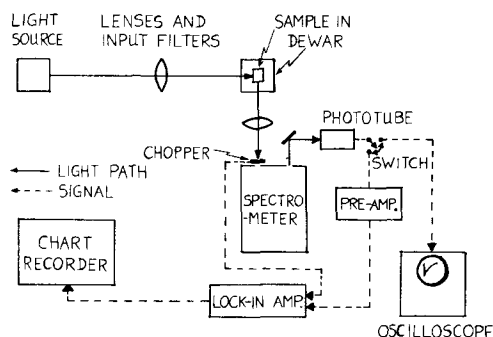 LIGHT
SOURCE
LENSES AND
INPUT FILTERS
SAMPLE IN
DEWAR
PHOTOTUBE
CHOPPER
SWITCH
LIGHT PATH
SIGNAL
SPECTRO
-METER
PRE-AMP.
CHART
RECORDER
LOCK-IN AMP.
OSCILLOSCOPE